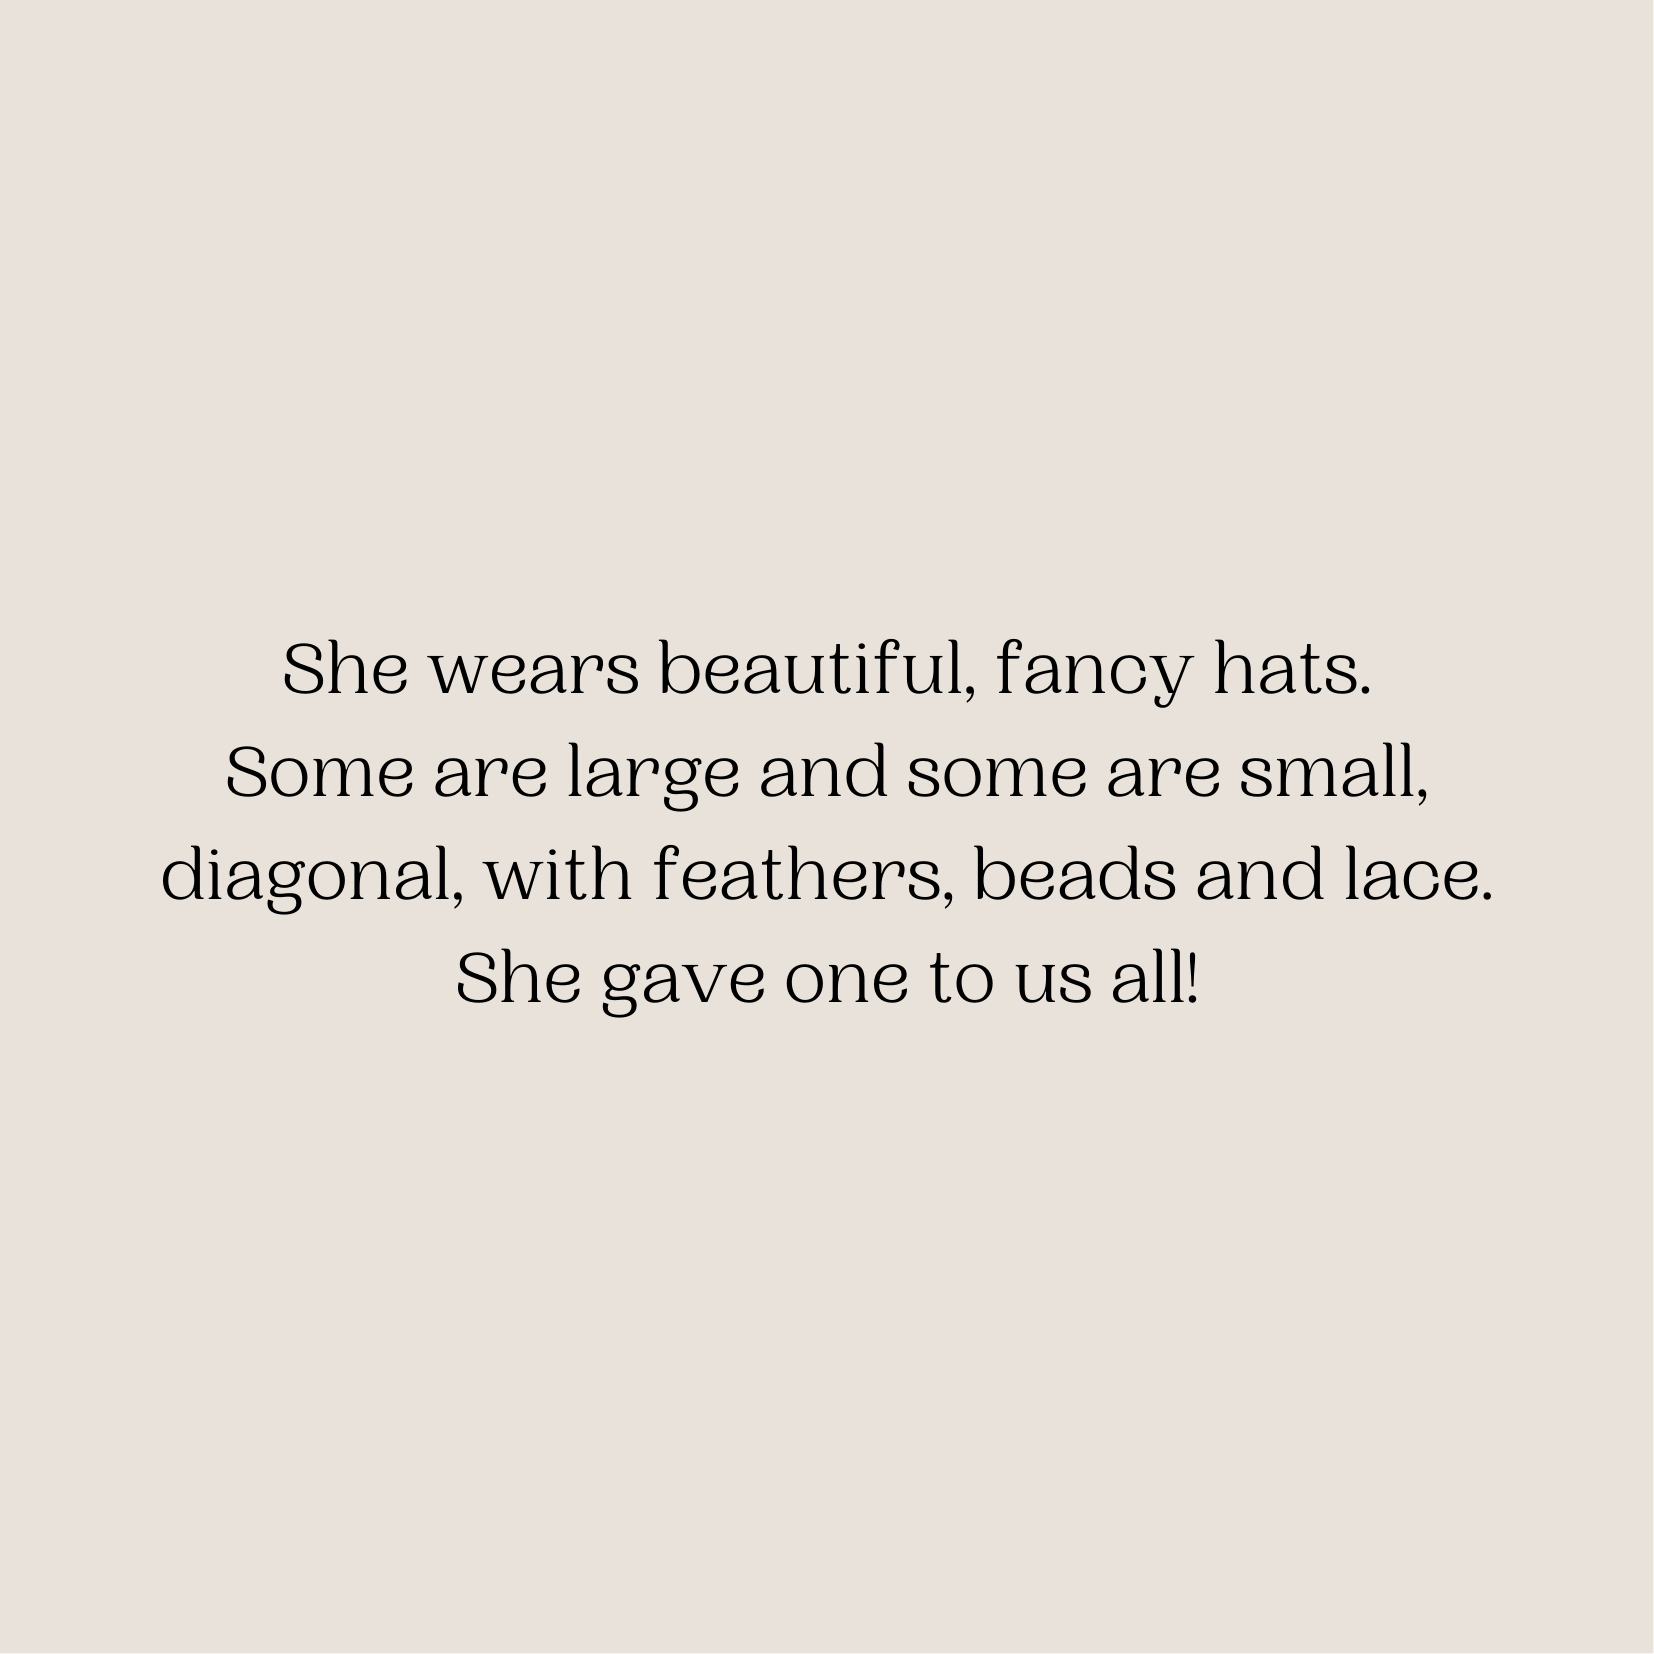 She wears beautiful, fancy hats.
Some are large and some are small,
diagonal, with feathers, beads and lace.
She gave one to us all!